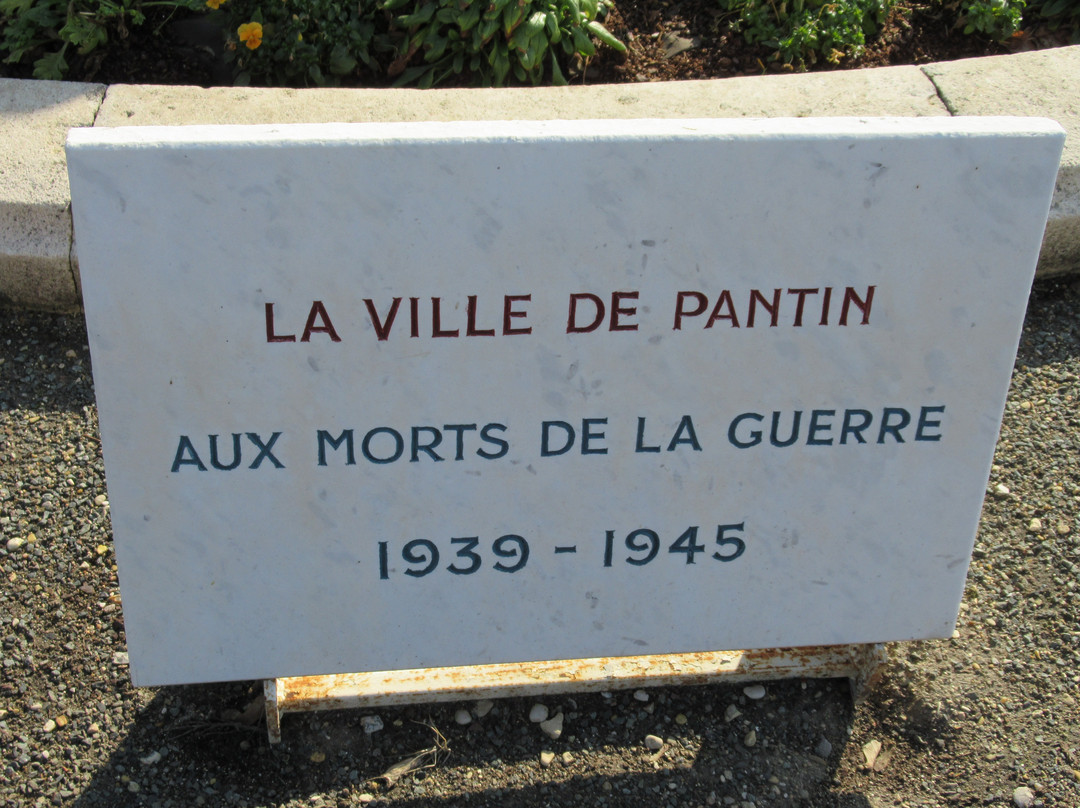 LA VILLE DE PANTIN
AUX MORTS DE LA GUERRE
1939 - 1945